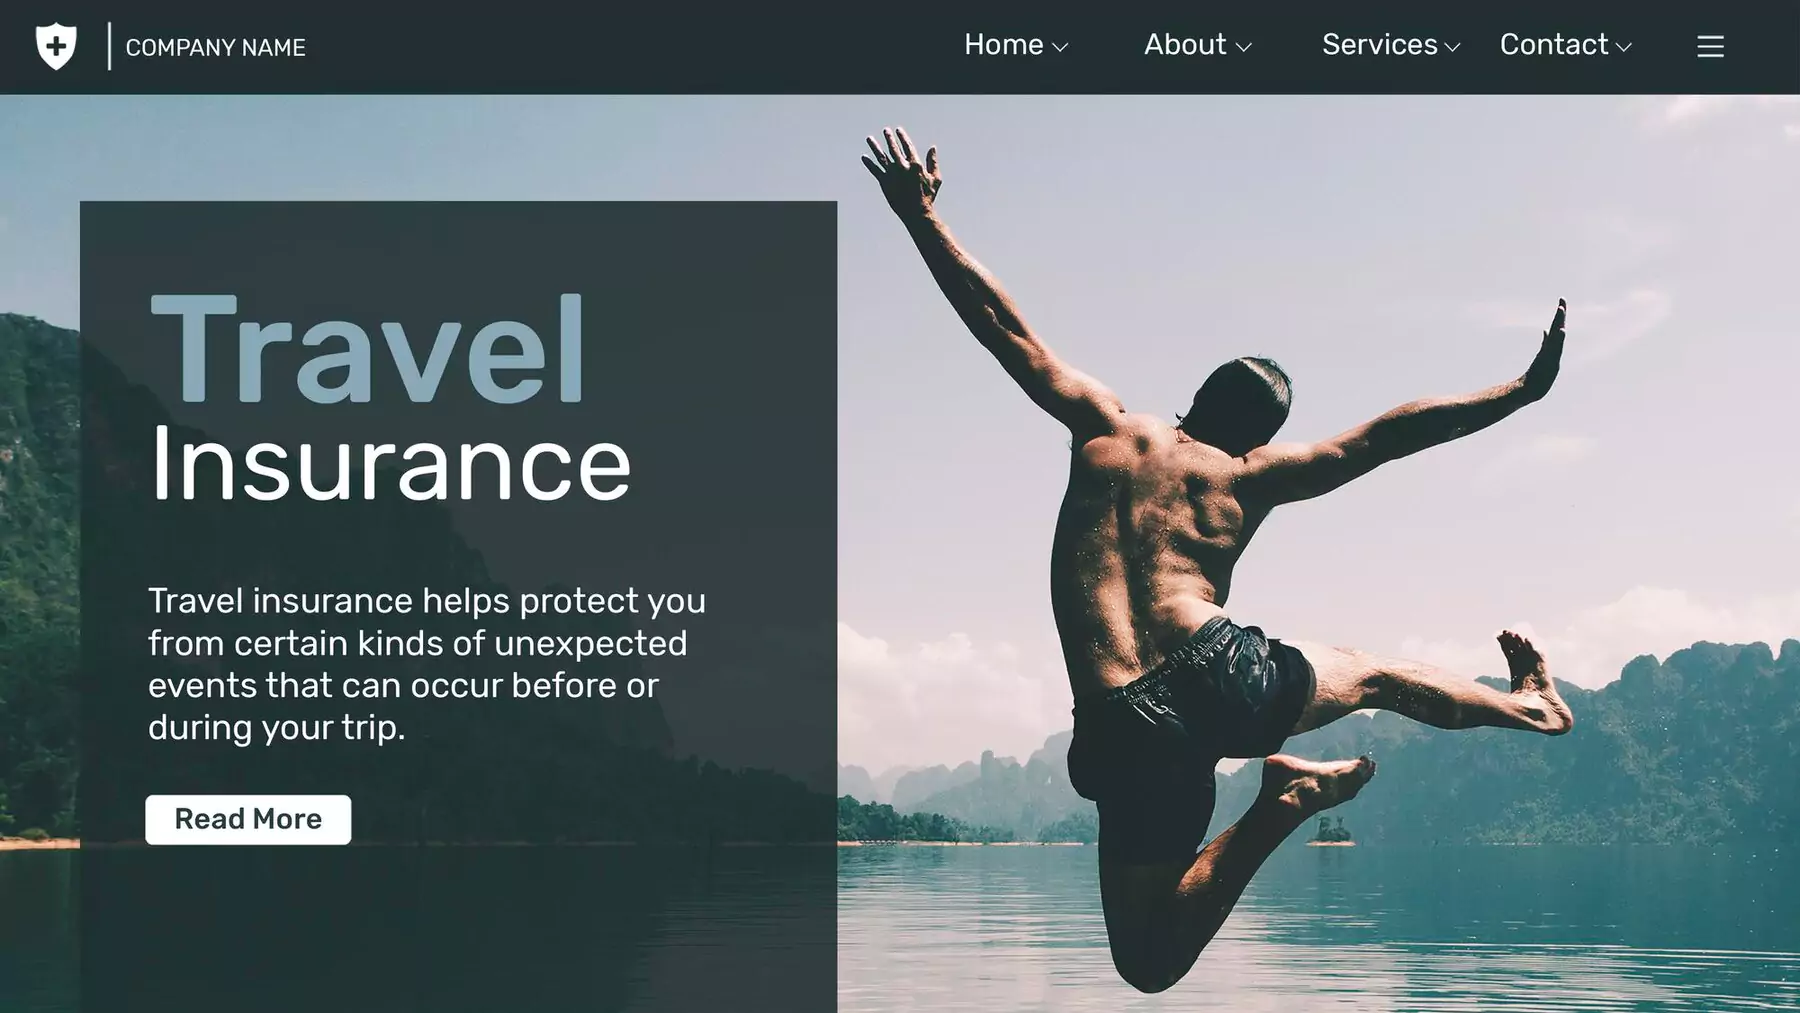 COMPANY NAME
Home
About
Services
Contact
Travel
Insurance
Travel insurance helps protect you
from certain kinds of unexpected
events that can occur before or
during your trip.
Read More